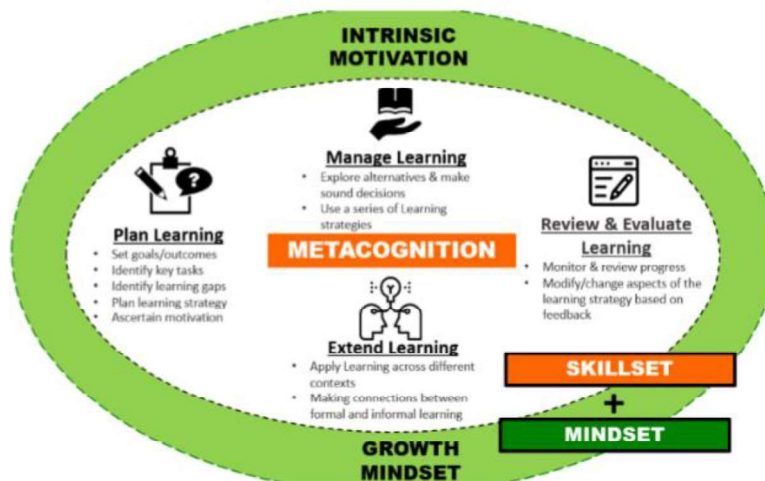 INTRINSIC
MOTIVATION
Manage Learning
• Explore alternatives & make
sound decisions
• Use a series of Learning
strategies
?
Plan Learning
• Set goals/outcomes
• Identify key tasks
• Identify learning gaps
• Plan learning strategy
• Ascertain motivation
METACOGNITION
Review & Evaluate
Learning
• Monitor & review progress
• Modify/change aspects of the
learning strategy based on
feedback
Extend Learning
• Apply Learning across different
contexts
• Making connections between
formal and informal learning
SKILLSET
+
MINDSET
GROWTH
MINDSET